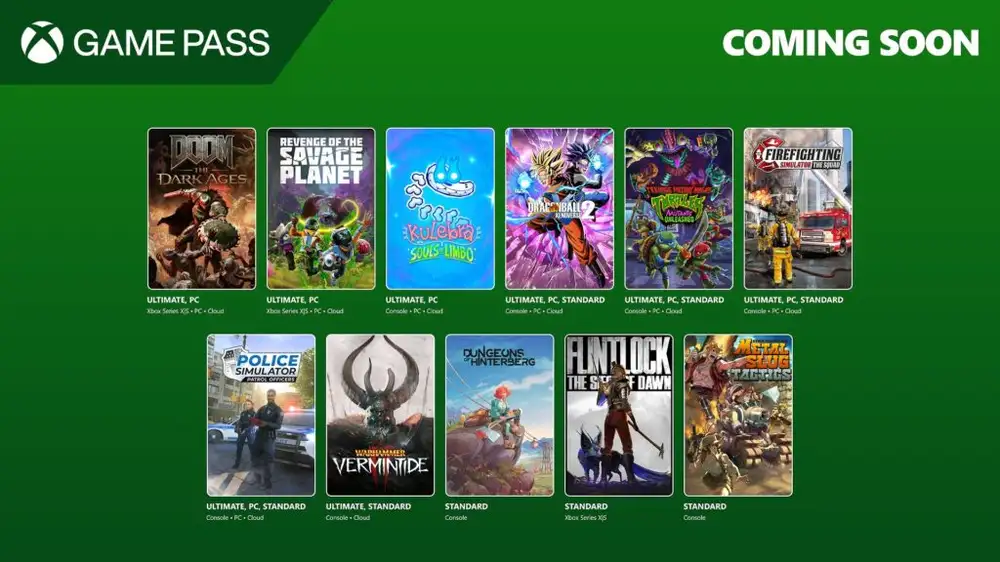 GAME PASS
COMING SOON
DOOM
THE
DARK AGES
REVENGE OF THE
SAVAGE
PLANET
Kulebra
AND THE
SOULS OF LIMBO
DRAGON BALL
XENOVERSE 2
TEENAGE MUTANT NINJA
TURTLES
MUTANTS
UNLEASHED
FIREFIGHTING
SIMULATOR THE SQUAD
ULTIMATE, PC
Xbox Series X|S • PC • Cloud
ULTIMATE, PC
Xbox Series X|S • PC • Cloud
ULTIMATE, PC
Console • PC • Cloud
ULTIMATE, PC, STANDARD
Console • PC • Cloud
ULTIMATE, PC, STANDARD
Console • PC • Cloud
ULTIMATE, PC, STANDARD
Console • PC • Cloud
POLICE
SIMULATOR
PATROL OFFICERS
WARHAMMER
VERMINTIDE
DUNGEONS
OF HINTERBERG
FLINTLOCK
THE SIEGE OF DAWN
METAL
SLUG
TACTICS
ULTIMATE, PC, STANDARD
Console • PC • Cloud
ULTIMATE, STANDARD
Console • Cloud
STANDARD
Console
STANDARD
Xbox Series X|S
STANDARD
Console